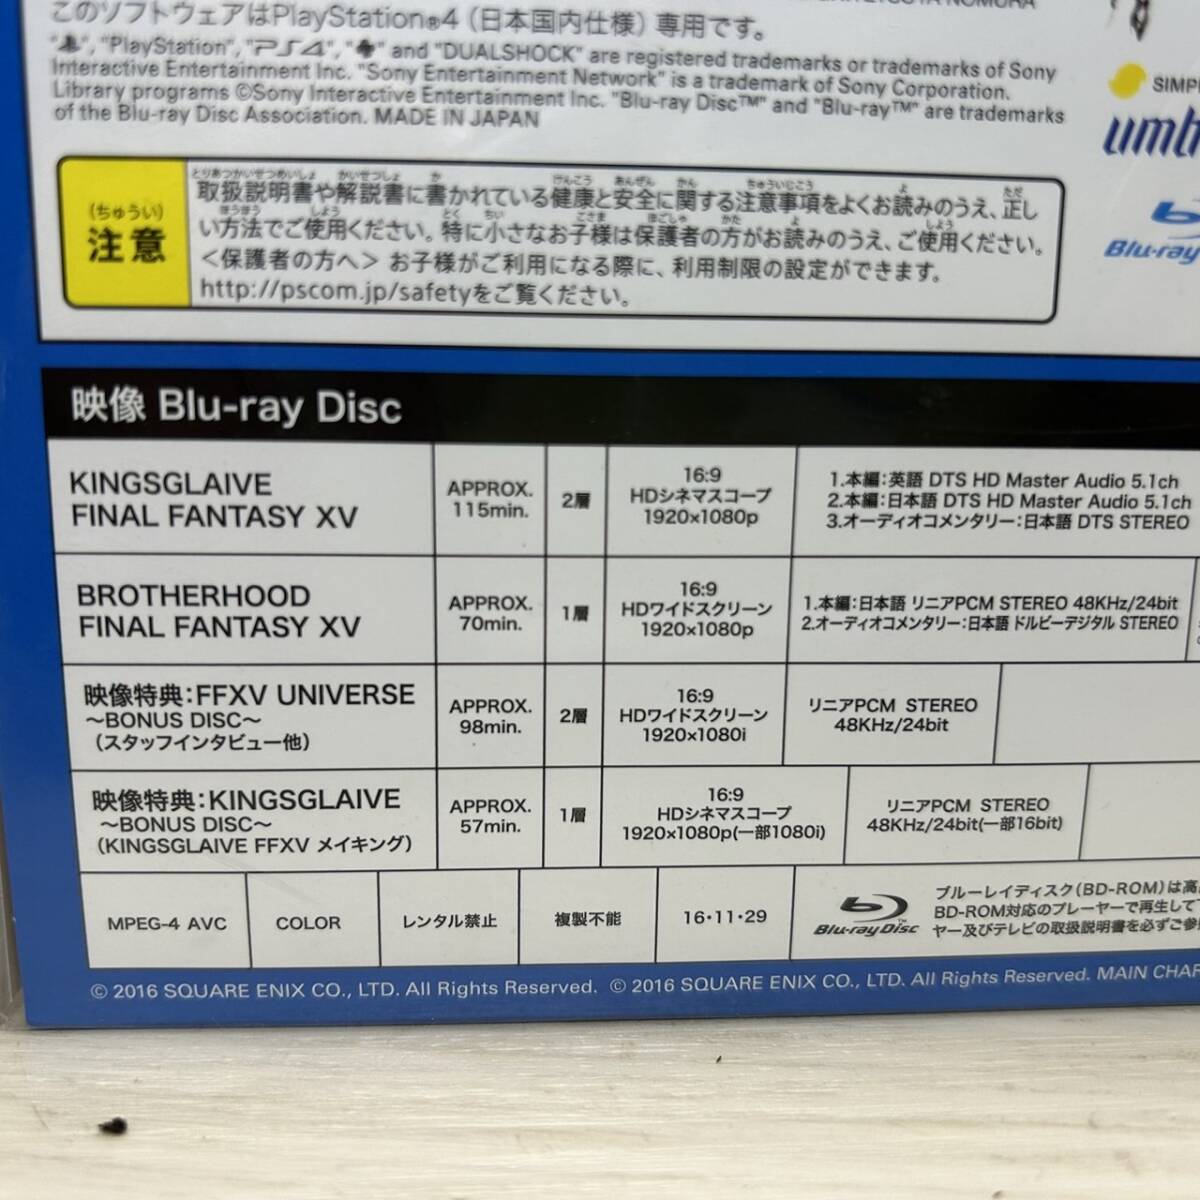 このソフトウェアはPlayStation®4（日本国内仕様）専用です。
"PlayStation", "PS4", and "DUALSHOCK" are registered trademarks or trademarks of Sony
Interactive Entertainment Inc. "Sony Entertainment Network" is a trademark of Sony Corporation.
Library programs ©Sony Interactive Entertainment Inc. "Blu-ray Disc™" and "Blu-ray™" are trademarks
of the Blu-ray Disc Association. MADE IN JAPAN
（ちゅうい）
注意
取扱説明書や解説書に書かれている健康と安全に関する注意事項をよくお読みのうえ、正し
い方法でご使用ください。特に小さなお子様は保護者の方がお読みのうえ、ご使用ください。
＜保護者の方へ＞ お子様がご利用になる際に、利用制限の設定ができます。
http://pscom.jp/safetyをご覧ください。
Blu-ray
映像 Blu-ray Disc
KINGSGLAIVE
FINAL FANTASY XV
APPROX.
115min.
2層
16:9
HDシネマスコープ
1920×1080p
1.本編：英語 DTS HD Master Audio 5.1ch
2.本編：日本語 DTS HD Master Audio 5.1ch
3.オーディオコメンタリー：日本語 DTS STEREO
BROTHERHOOD
FINAL FANTASY XV
APPROX.
70min.
1層
16:9
HDワイドスクリーン
1920×1080p
1.本編：日本語 リニアPCM STEREO 48KHz/24bit
2.オーディオコメンタリー：日本語 ドルビーデジタル STEREO
映像特典：FFXV UNIVERSE
～BONUS DISC～
（スタッフインタビュー他）
APPROX.
98min.
2層
16:9
HDワイドスクリーン
1920×1080i
リニアPCM STEREO
48KHz/24bit
映像特典：KINGSGLAIVE
～BONUS DISC～
（KINGSGLAIVE FFXV メイキング）
APPROX.
57min.
1層
16:9
HDシネマスコープ
1920×1080p(一部1080i)
リニアPCM STEREO
48KHz/24bit(一部16bit)
MPEG-4 AVC
COLOR
レンタル禁止
複製不能
16・11・29
Blu-ray Disc
ブルーレイディスク（BD-ROM）は高
BD-ROM対応のプレーヤーで再生して
ヤー及びテレビの取扱説明書を必ずご参
© 2016 SQUARE ENIX CO., LTD. All Rights Reserved. © 2016 SQUARE ENIX CO., LTD. All Rights Reserved. MAIN